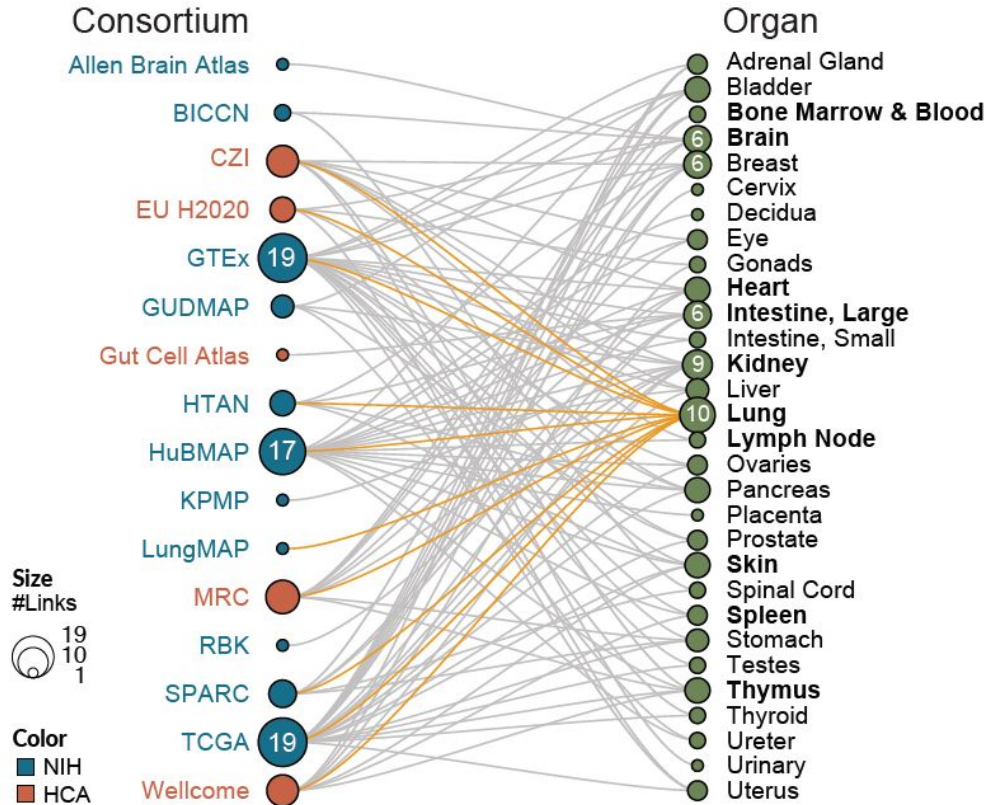 Consortium
Allen Brain Atlas
BICCN
CZI
EU H2020
GTEx
19
GUDMAP
Gut Cell Atlas
HTAN
HuBMAP
17
KPMP
LungMAP
MRC
RBK
SPARC
TCGA
19
Wellcome
Size
#Links
19
10
1
Color
NIH
HCA
Organ
Adrenal Gland
Bladder
Bone Marrow & Blood
6 Brain
6 Breast
Cervix
Decidua
Eye
Gonads
Heart
6 Intestine, Large
Intestine, Small
9 Kidney
Liver
10 Lung
Lymph Node
Ovaries
Pancreas
Placenta
Prostate
Skin
Spinal Cord
Spleen
Stomach
Testes
Thymus
Thyroid
Ureter
Urinary
Uterus